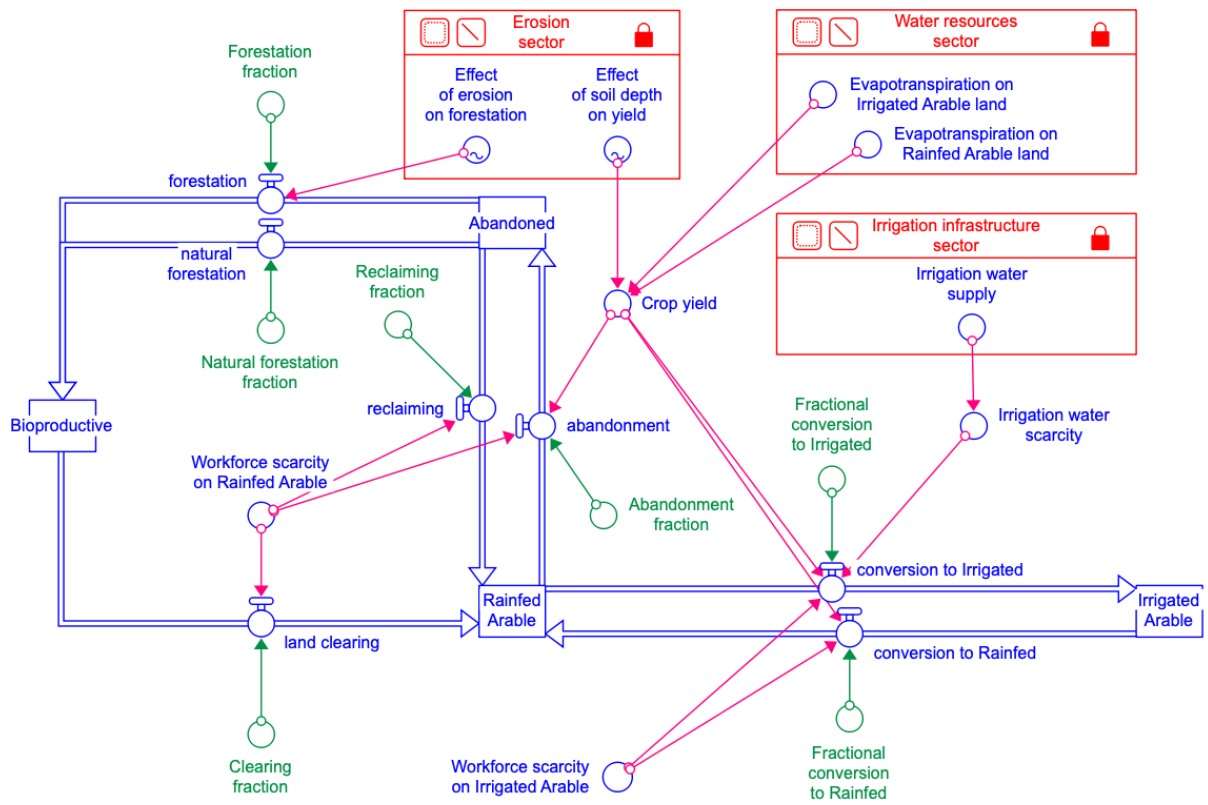 Forestation
fraction
Erosion
sector
Effect
of erosion
on forestation
Effect
of soil depth
on yield
Water resources
sector
Evapotranspiration on
Irrigated Arable land
Evapotranspiration on
Rainfed Arable land
forestation
Abandoned
natural
forestation
Irrigation infrastructure
sector
Irrigation water
supply
Reclaiming
fraction
Crop yield
Natural forestation
fraction
Bioproductive
reclaiming
abandonment
Fractional
conversion
to Irrigated
Irrigation water
scarcity
Workforce scarcity
on Rainfed Arable
Abandonment
fraction
conversion to Irrigated
Rainfed
Arable
Irrigated
Arable
land clearing
conversion to Rainfed
Clearing
fraction
Workforce scarcity
on Irrigated Arable
Fractional
conversion
to Rainfed